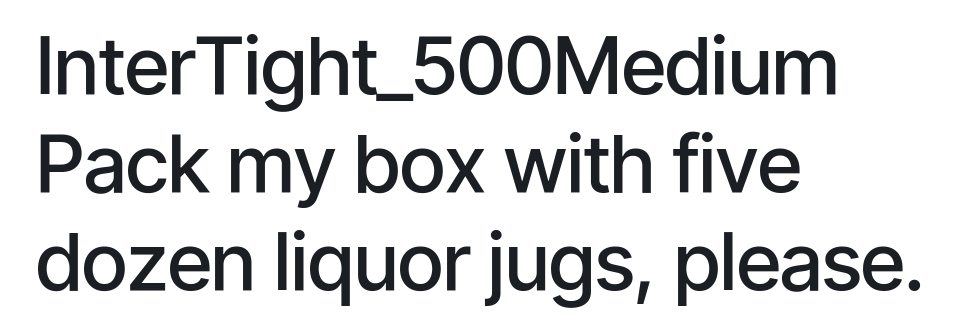 InterTight_500Medium
Pack my box with five
dozen liquor jugs, please.